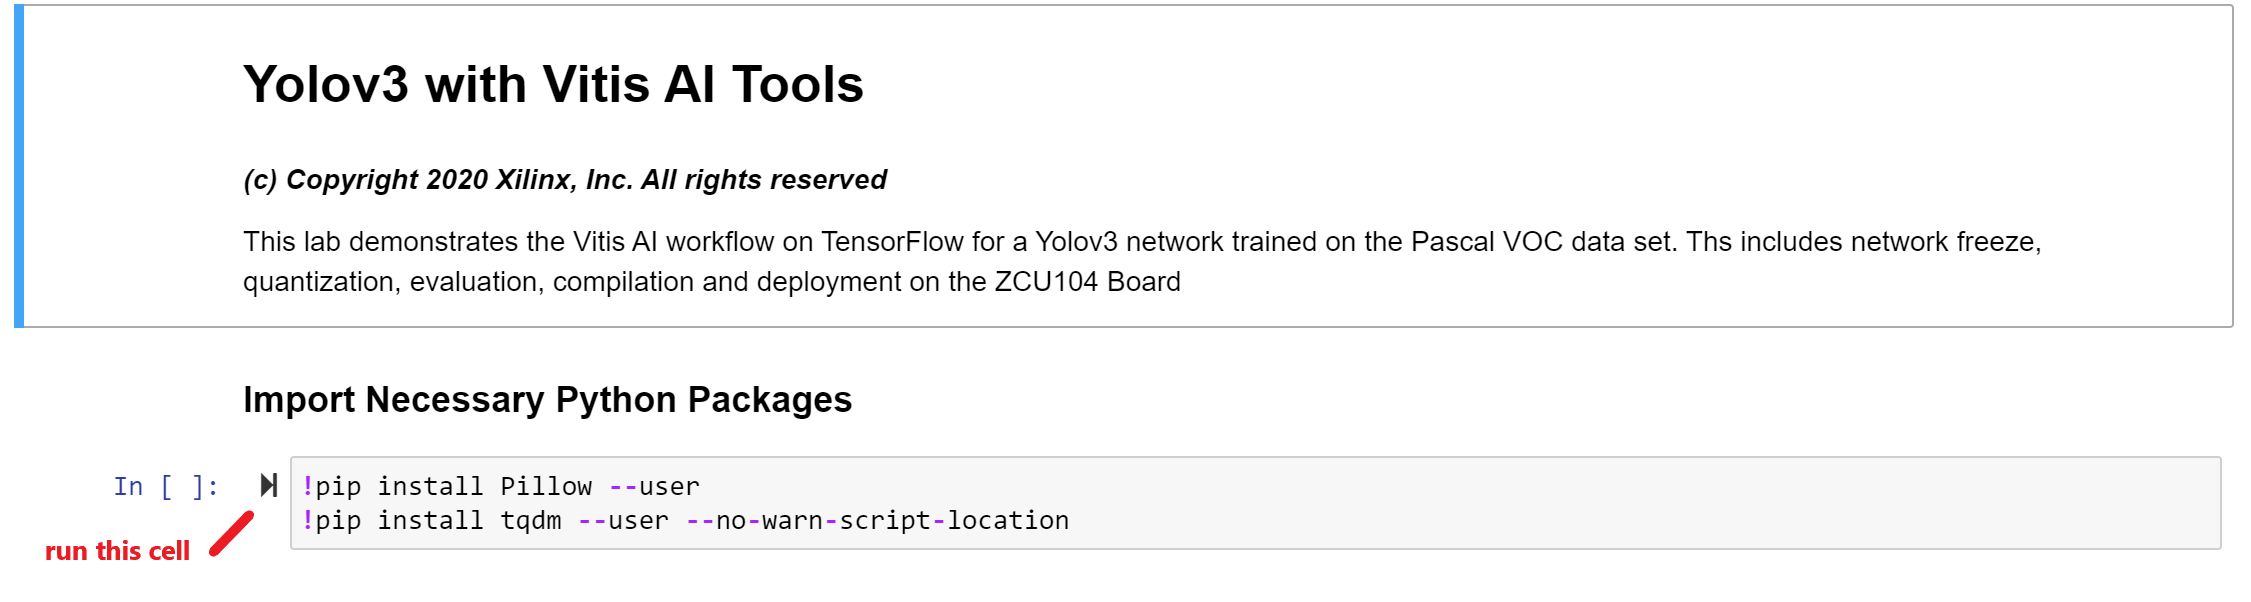 Yolov3 with Vitis AI Tools
(c) Copyright 2020 Xilinx, Inc. All rights reserved
This lab demonstrates the Vitis AI workflow on TensorFlow for a Yolov3 network trained on the Pascal VOC data set. Ths includes network freeze,
quantization, evaluation, compilation and deployment on the ZCU104 Board
Import Necessary Python Packages
In [ ]:
!pip install Pillow --user
!pip install tqdm --user --no-warn-script-location
run this cell